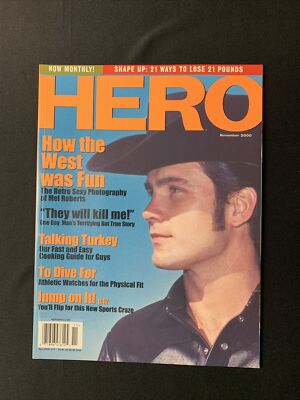 NOW MONTHLY!
SHAPE UP: 21 WAYS TO LOSE 21 POUNDS
HERO
November 2000
How the
West
was Fun
The Retro Sexy Photography
of Mel Roberts
"They will kill me!"
One Gay Man's Terrifying But True Story
Talking Turkey
Our Fast and Easy
Cooking Guide for Guys
To Dive For
Athletic Watches for the Physical Fit
Jump on It!
You'll Flip for this New Sports Craze